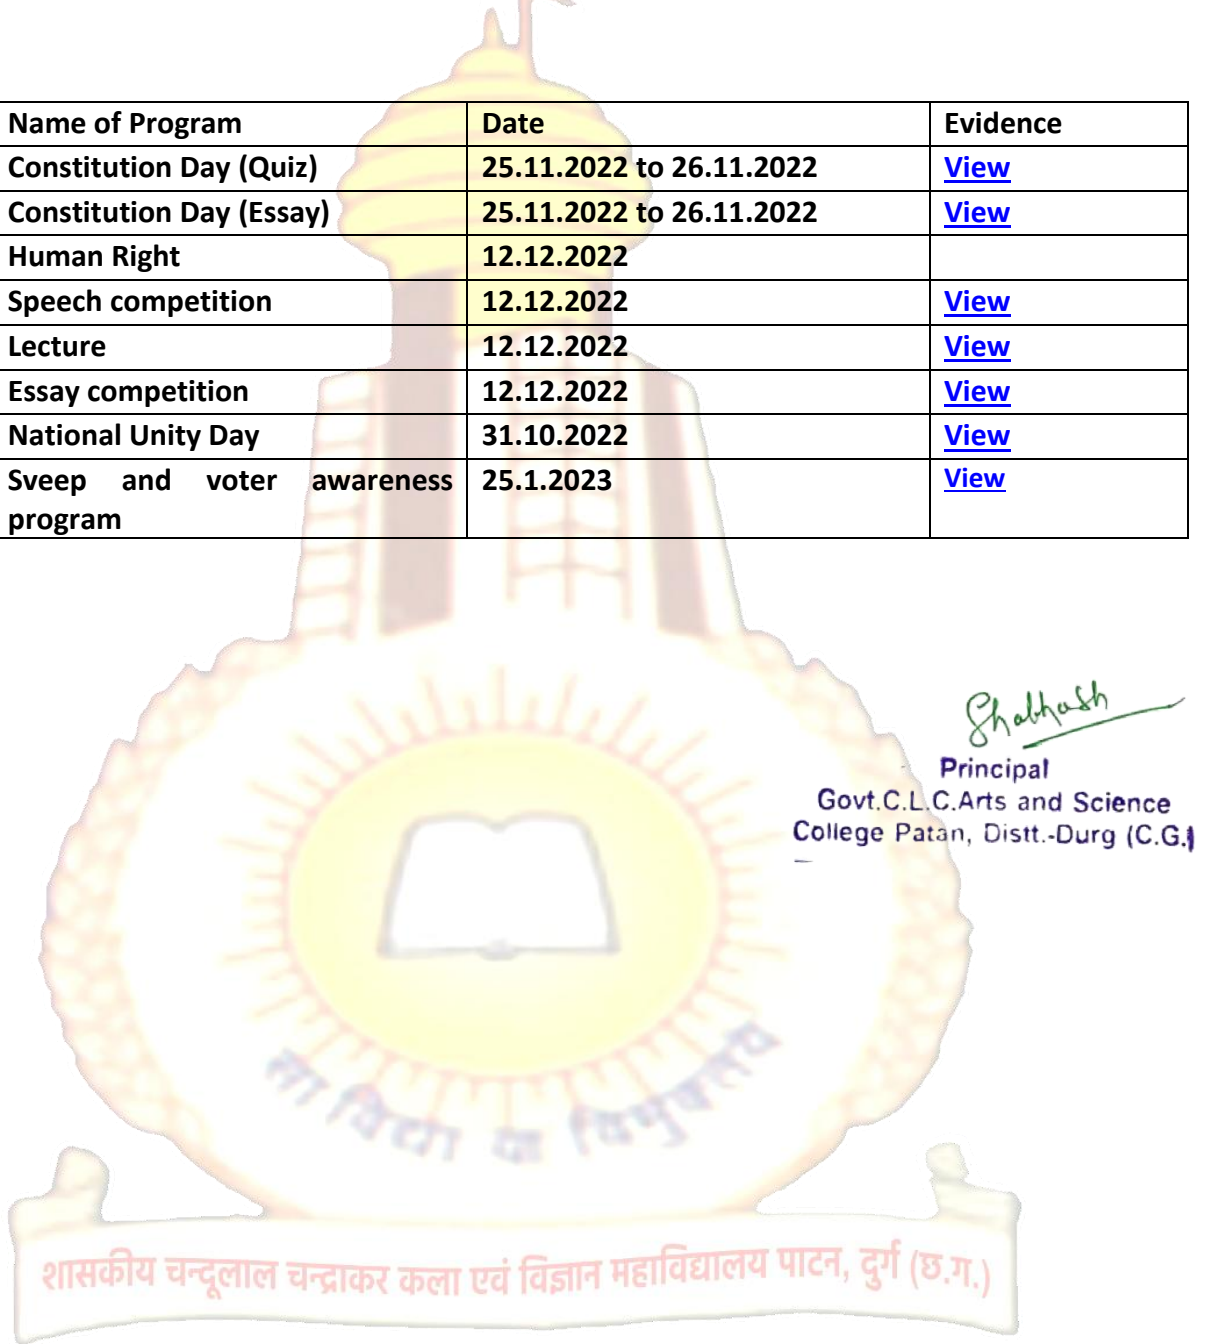 Name of Program Date Evidence
Constitution Day (Quiz) 25.11.2022 to 26.11.2022 View
Constitution Day (Essay) 25.11.2022 to 26.11.2022 View
Human Right 12.12.2022
Speech competition 12.12.2022 View
Lecture 12.12.2022 View
Essay competition 12.12.2022 View
National Unity Day 31.10.2022 View
Sveep and voter awareness 25.1.2023 View
program
Principal
Govt.C.L.C.Arts and Science
College Patan, Distt.-Durg (C.G.)
सा विद्या या विमुक्तये
शासकीय चन्दूलाल चन्द्राकर कला एवं विज्ञान महाविद्यालय पाटन, दुर्ग (छ.ग.)